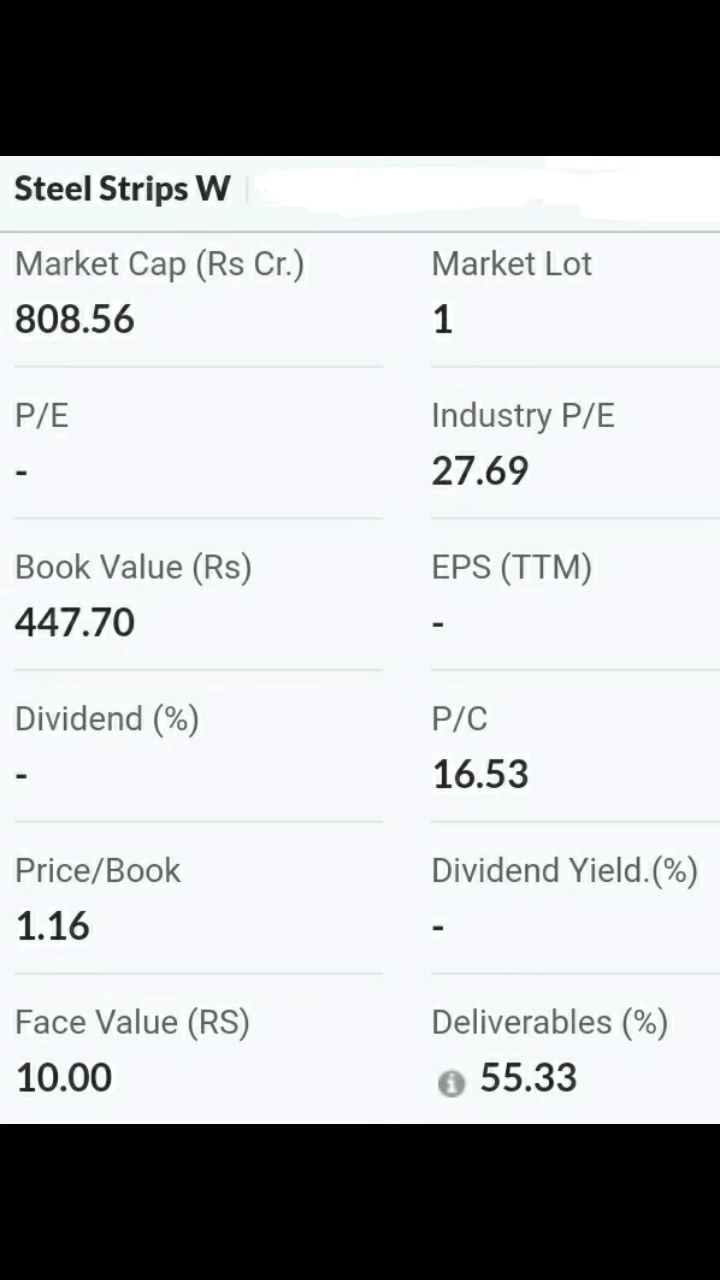 Steel Strips W
Market Cap (Rs Cr.)
Market Lot
808.56
1
P/E
Industry P/E
-
27.69
Book Value (Rs)
EPS (TTM)
447.70
-
Dividend (%)
P/C
-
16.53
Price/Book
Dividend Yield.(%)
1.16
-
Face Value (RS)
Deliverables (%)
10.00
55.33